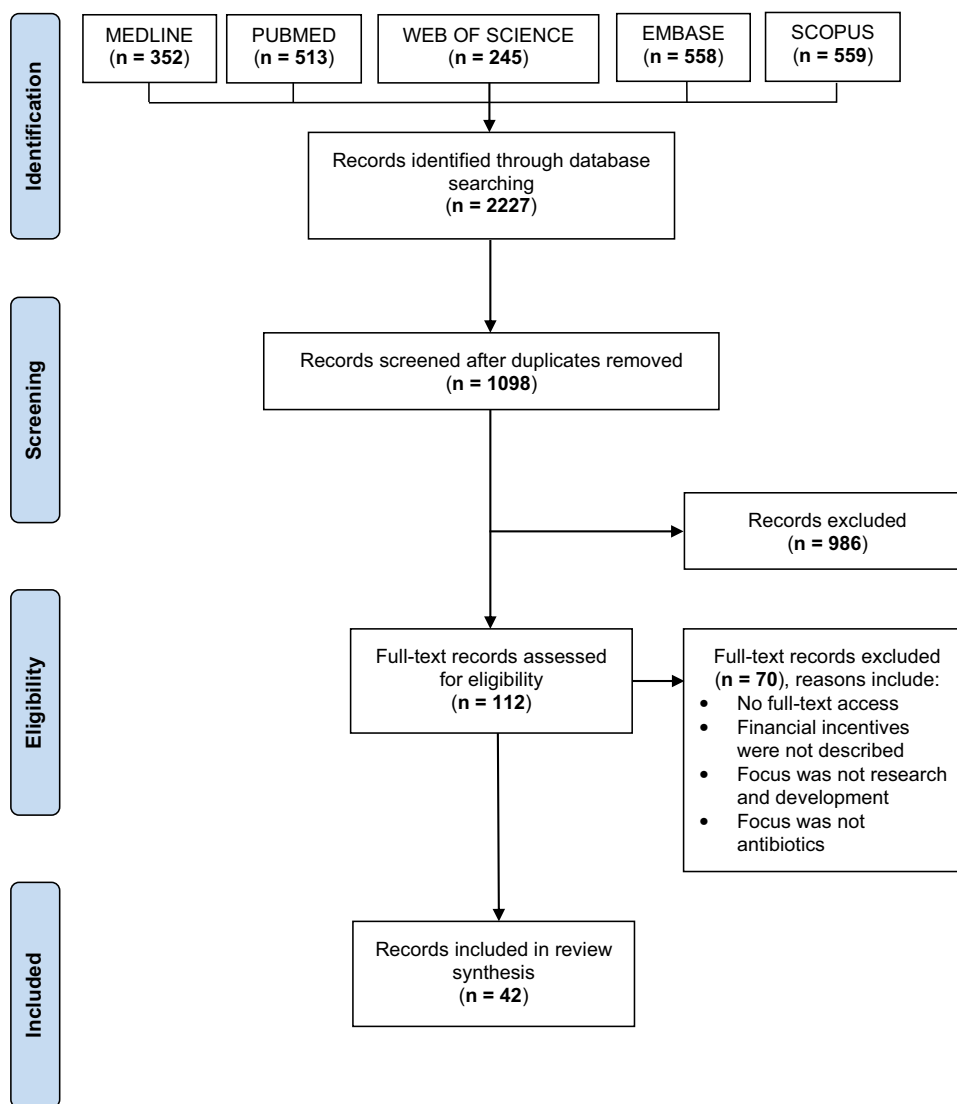 Identification
MEDLINE
(n = 352)
PUBMED
(n = 513)
WEB OF SCIENCE
(n = 245)
EMBASE
(n = 558)
SCOPUS
(n = 559)
Records identified through database
searching
(n = 2227)
Screening
Records screened after duplicates removed
(n = 1098)
Records excluded
(n = 986)
Eligibility
Full-text records assessed
for eligibility
(n = 112)
Full-text records excluded
(n = 70), reasons include:
• No full-text access
• Financial incentives
were not described
• Focus was not research
and development
• Focus was not
antibiotics
Included
Records included in review
synthesis
(n = 42)